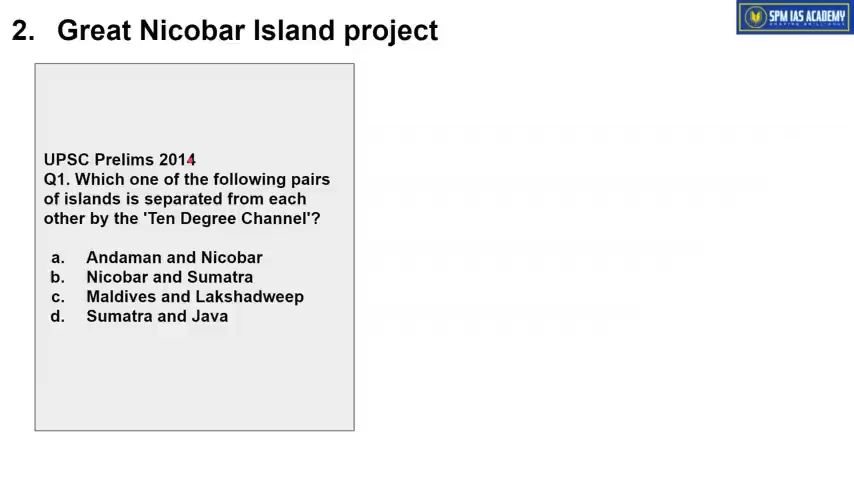 2. Great Nicobar Island project
SPM IAS ACADEMY
SHAPING BRILLIANCE
UPSC Prelims 2014
Q1. Which one of the following pairs
of islands is separated from each
other by the 'Ten Degree Channel'?
a. Andaman and Nicobar
b. Nicobar and Sumatra
c. Maldives and Lakshadweep
d. Sumatra and Java